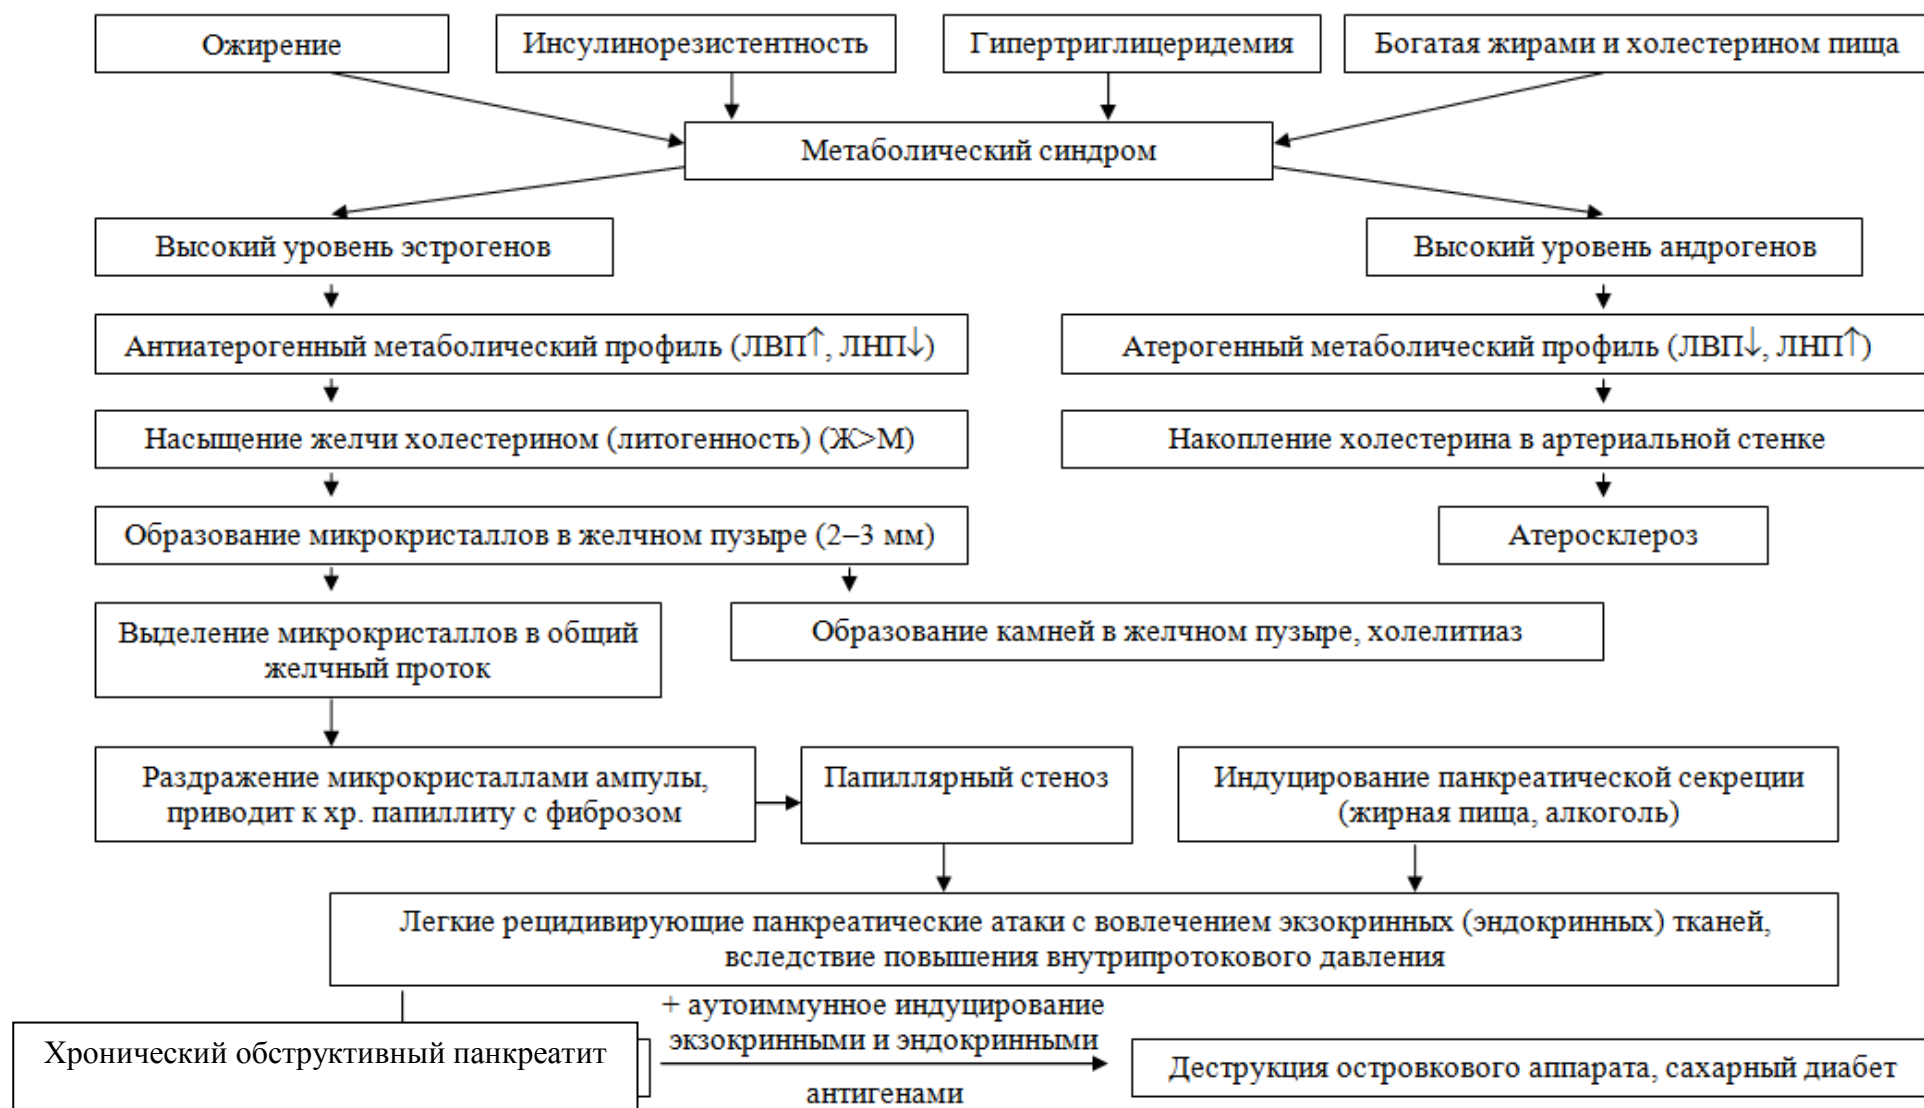 Ожирение
Инсулинорезистентность
Гипертриглицеридемия
Богатая жирами и холестерином пища
Метаболический синдром
Высокий уровень эстрогенов
Высокий уровень андрогенов
Антиатерогенный метаболический профиль (ЛВП↑, ЛНП↓)
Атерогенный метаболический профиль (ЛВП↓, ЛНП↑)
Насыщение желчи холестерином (литогенность) (Ж>М)
Накопление холестерина в артериальной стенке
Образование микрокристаллов в желчном пузыре (2–3 мм)
Атеросклероз
Выделение микрокристаллов в общий
желчный проток
Образование камней в желчном пузыре, холелитиаз
Раздражение микрокристаллами ампулы,
приводит к хр. папиллиту с фиброзом
Папиллярный стеноз
Индуцирование панкреатической секреции
(жирная пища, алкоголь)
Легкие рецидивирующие панкреатические атаки с вовлечением экзокринных (эндокринных) тканей,
вследствие повышения внутрипротокового давления
Хронический обструктивный панкреатит
+ аутоиммунное индуцирование
экзокринными и эндокринными
антигенами
Деструкция островкового аппарата, сахарный диабет